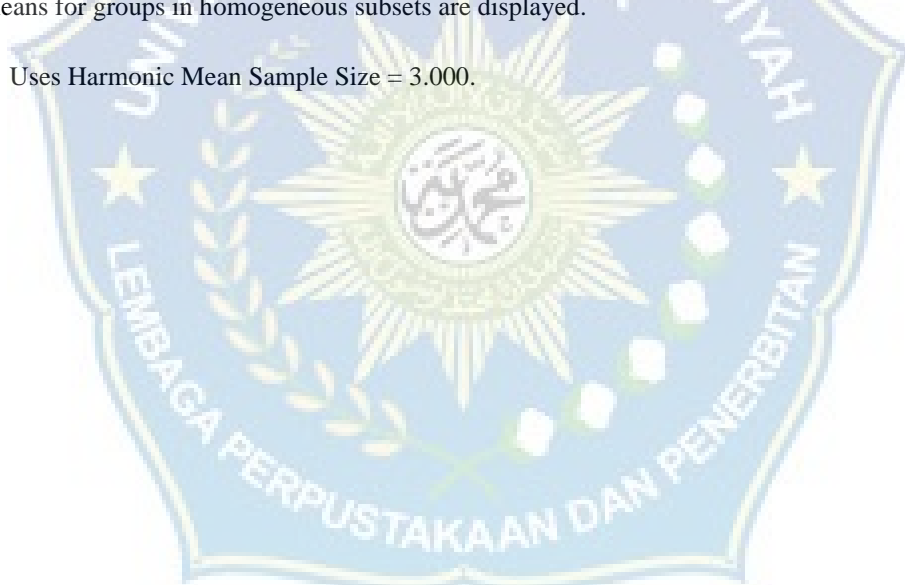 eans for groups in homogeneous subsets are displayed.
Uses Harmonic Mean Sample Size = 3.000.
LEMBAGA PERPUSTAKAAN DAN PENERBITAN